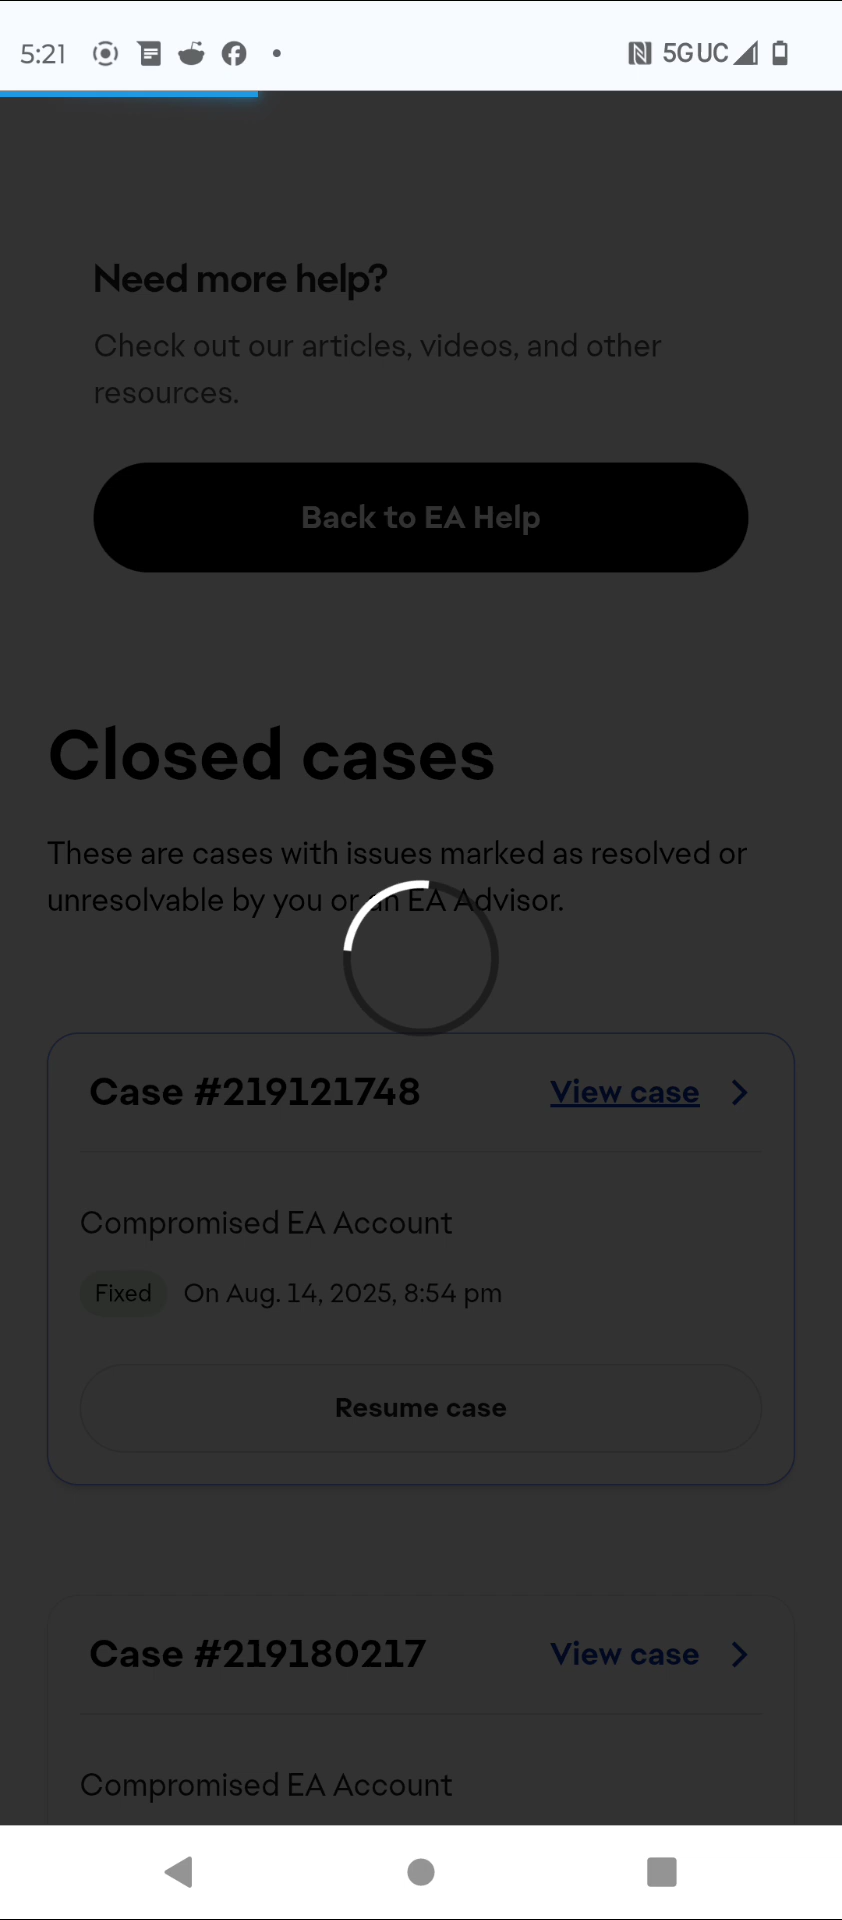 5:21
5G UC
Need more help?
Check out our articles, videos, and other
resources.
Back to EA Help
Closed cases
These are cases with issues marked as resolved or
unresolvable by you or an EA Advisor.
Case #219121748 View case
Compromised EA Account
Fixed On Aug. 14, 2025, 8:54 pm
Resume case
Case #219180217 View case
Compromised EA Account